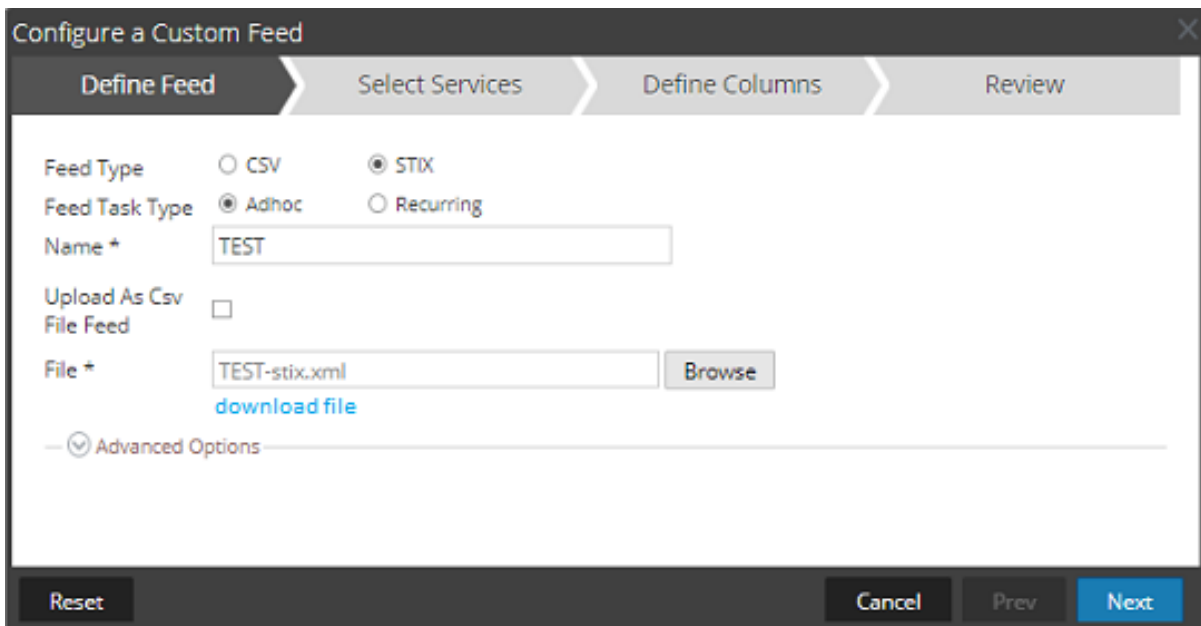 Configure a Custom Feed
Define Feed Select Services Define Columns Review
Feed Type CSV STIX
Feed Task Type Adhoc Recurring
Name * TEST
Upload As Csv
File Feed
File * TEST-stix.xml Browse
download file
Advanced Options
Reset Cancel Prev Next